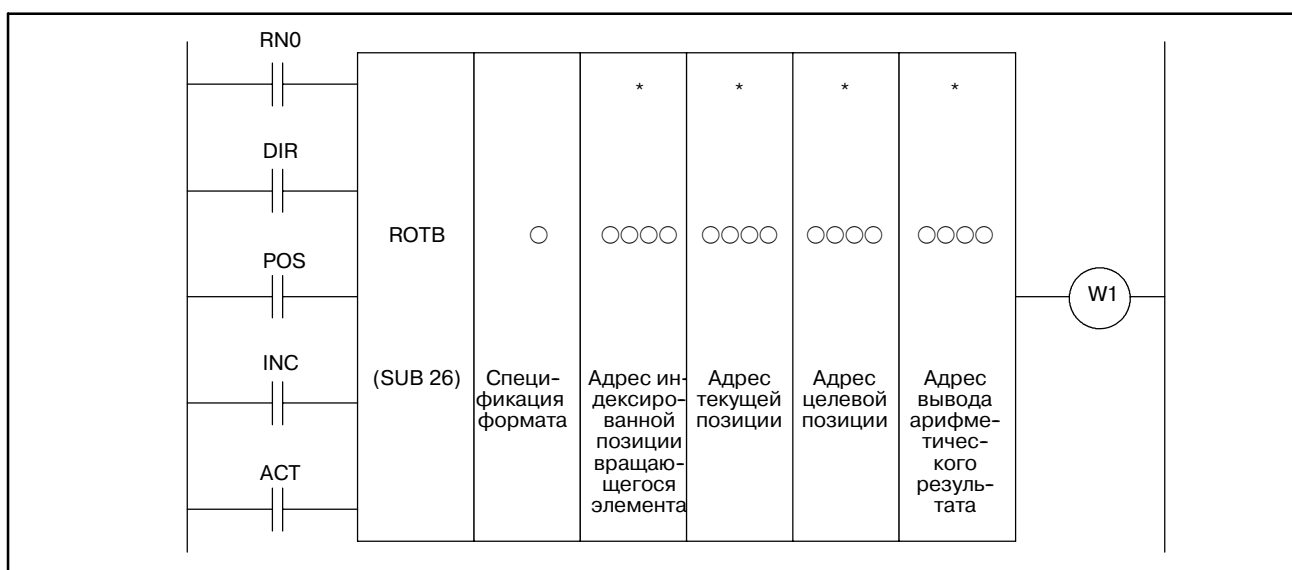 RN0
DIR
POS
INC
ACT
ROTB
(SUB 26)
○
Специ-
фикация
формата
*
○○○○
Адрес ин-
дексиро-
ванной
позиции
вращаю-
щегося
элемента
*
○○○○
Адрес
текущей
позиции
*
○○○○
Адрес
целевой
позиции
*
○○○○
Адрес
вывода
арифме-
тичес-
кого
резуль-
тата
W1